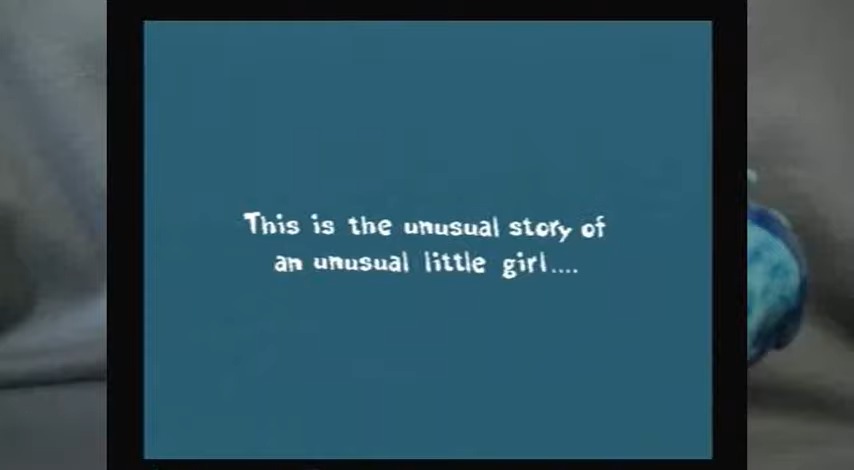 This is the unusual story of
an unusual little girl....